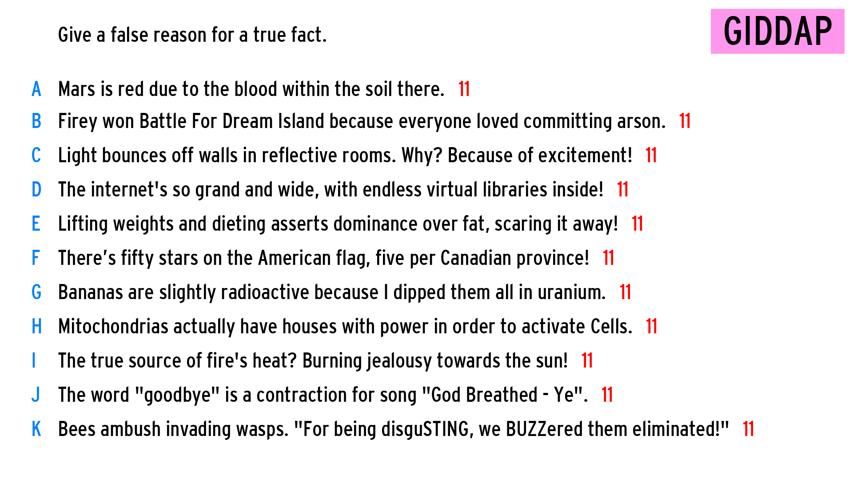 Give a false reason for a true fact.
GIDDAP
A Mars is red due to the blood within the soil there. 11
B Firey won Battle For Dream Island because everyone loved committing arson. 11
C Light bounces off walls in reflective rooms. Why? Because of excitement! 11
D The internet's so grand and wide, with endless virtual libraries inside! 11
E Lifting weights and dieting asserts dominance over fat, scaring it away! 11
F There's fifty stars on the American flag, five per Canadian province! 11
G Bananas are slightly radioactive because I dipped them all in uranium. 11
H Mitochondrias actually have houses with power in order to activate Cells. 11
I The true source of fire's heat? Burning jealousy towards the sun! 11
J The word "goodbye" is a contraction for song "God Breathed - Ye". 11
K Bees ambush invading wasps. "For being disguSTING, we BUZZered them eliminated!" 11